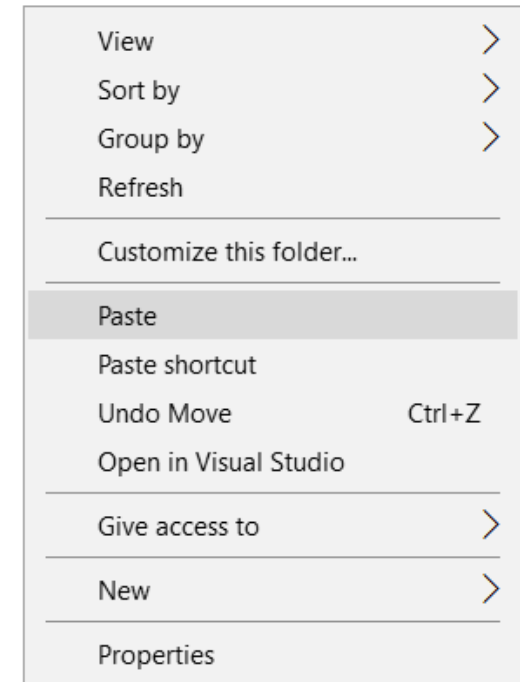 View
Sort by
Group by
Refresh
Customize this folder...
Paste
Paste shortcut
Undo Move Ctrl+Z
Open in Visual Studio
Give access to
New
Properties